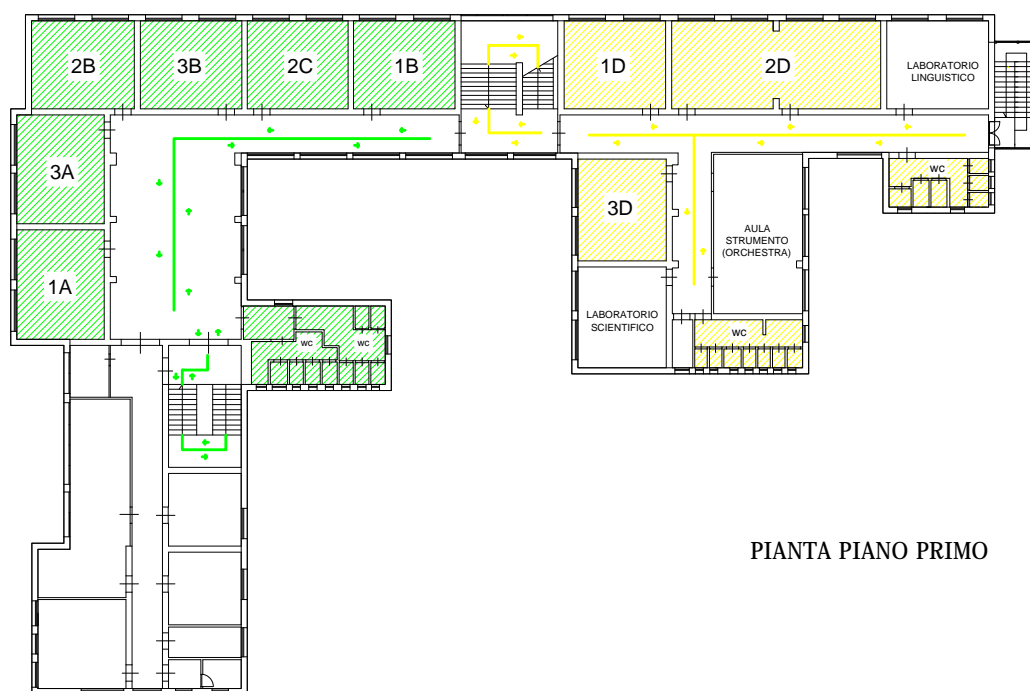 2B
3B
2C
1B
1D
2D
LABORATORIO
LINGUISTICO
3A
WC
3D
AULA
STRUMENTO
(ORCHESTRA)
1A
LABORATORIO
SCIENTIFICO
WC
WC
WC
PIANTA PIANO PRIMO